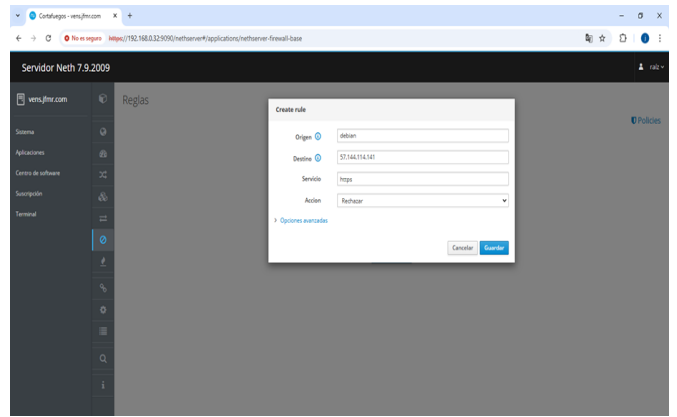 Cortafuegos - vens.jfmr.com
No es seguro https://192.168.0.32:9090/nethserver#/applications/nethserver-firewall-base
Servidor Neth 7.9.2009
raíz
vens.jfmr.com
Reglas
Policies
Sistema
Aplicaciones
Centro de software
Suscripción
Terminal
Create rule
Origen
debian
Destino
57.144.114.141
Servicio
https
Accion
Rechazar
Opciones avanzadas
Cancelar
Guardar